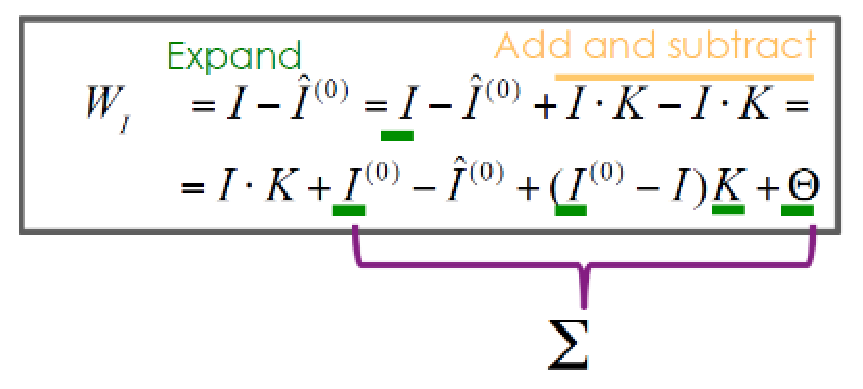 Expand Add and subtract
W_I = I − Î^(0) = I − Î^(0) + I · K − I · K =
= I · K + I^(0) − Î^(0) + (I^(0) − I)K + Θ
Σ